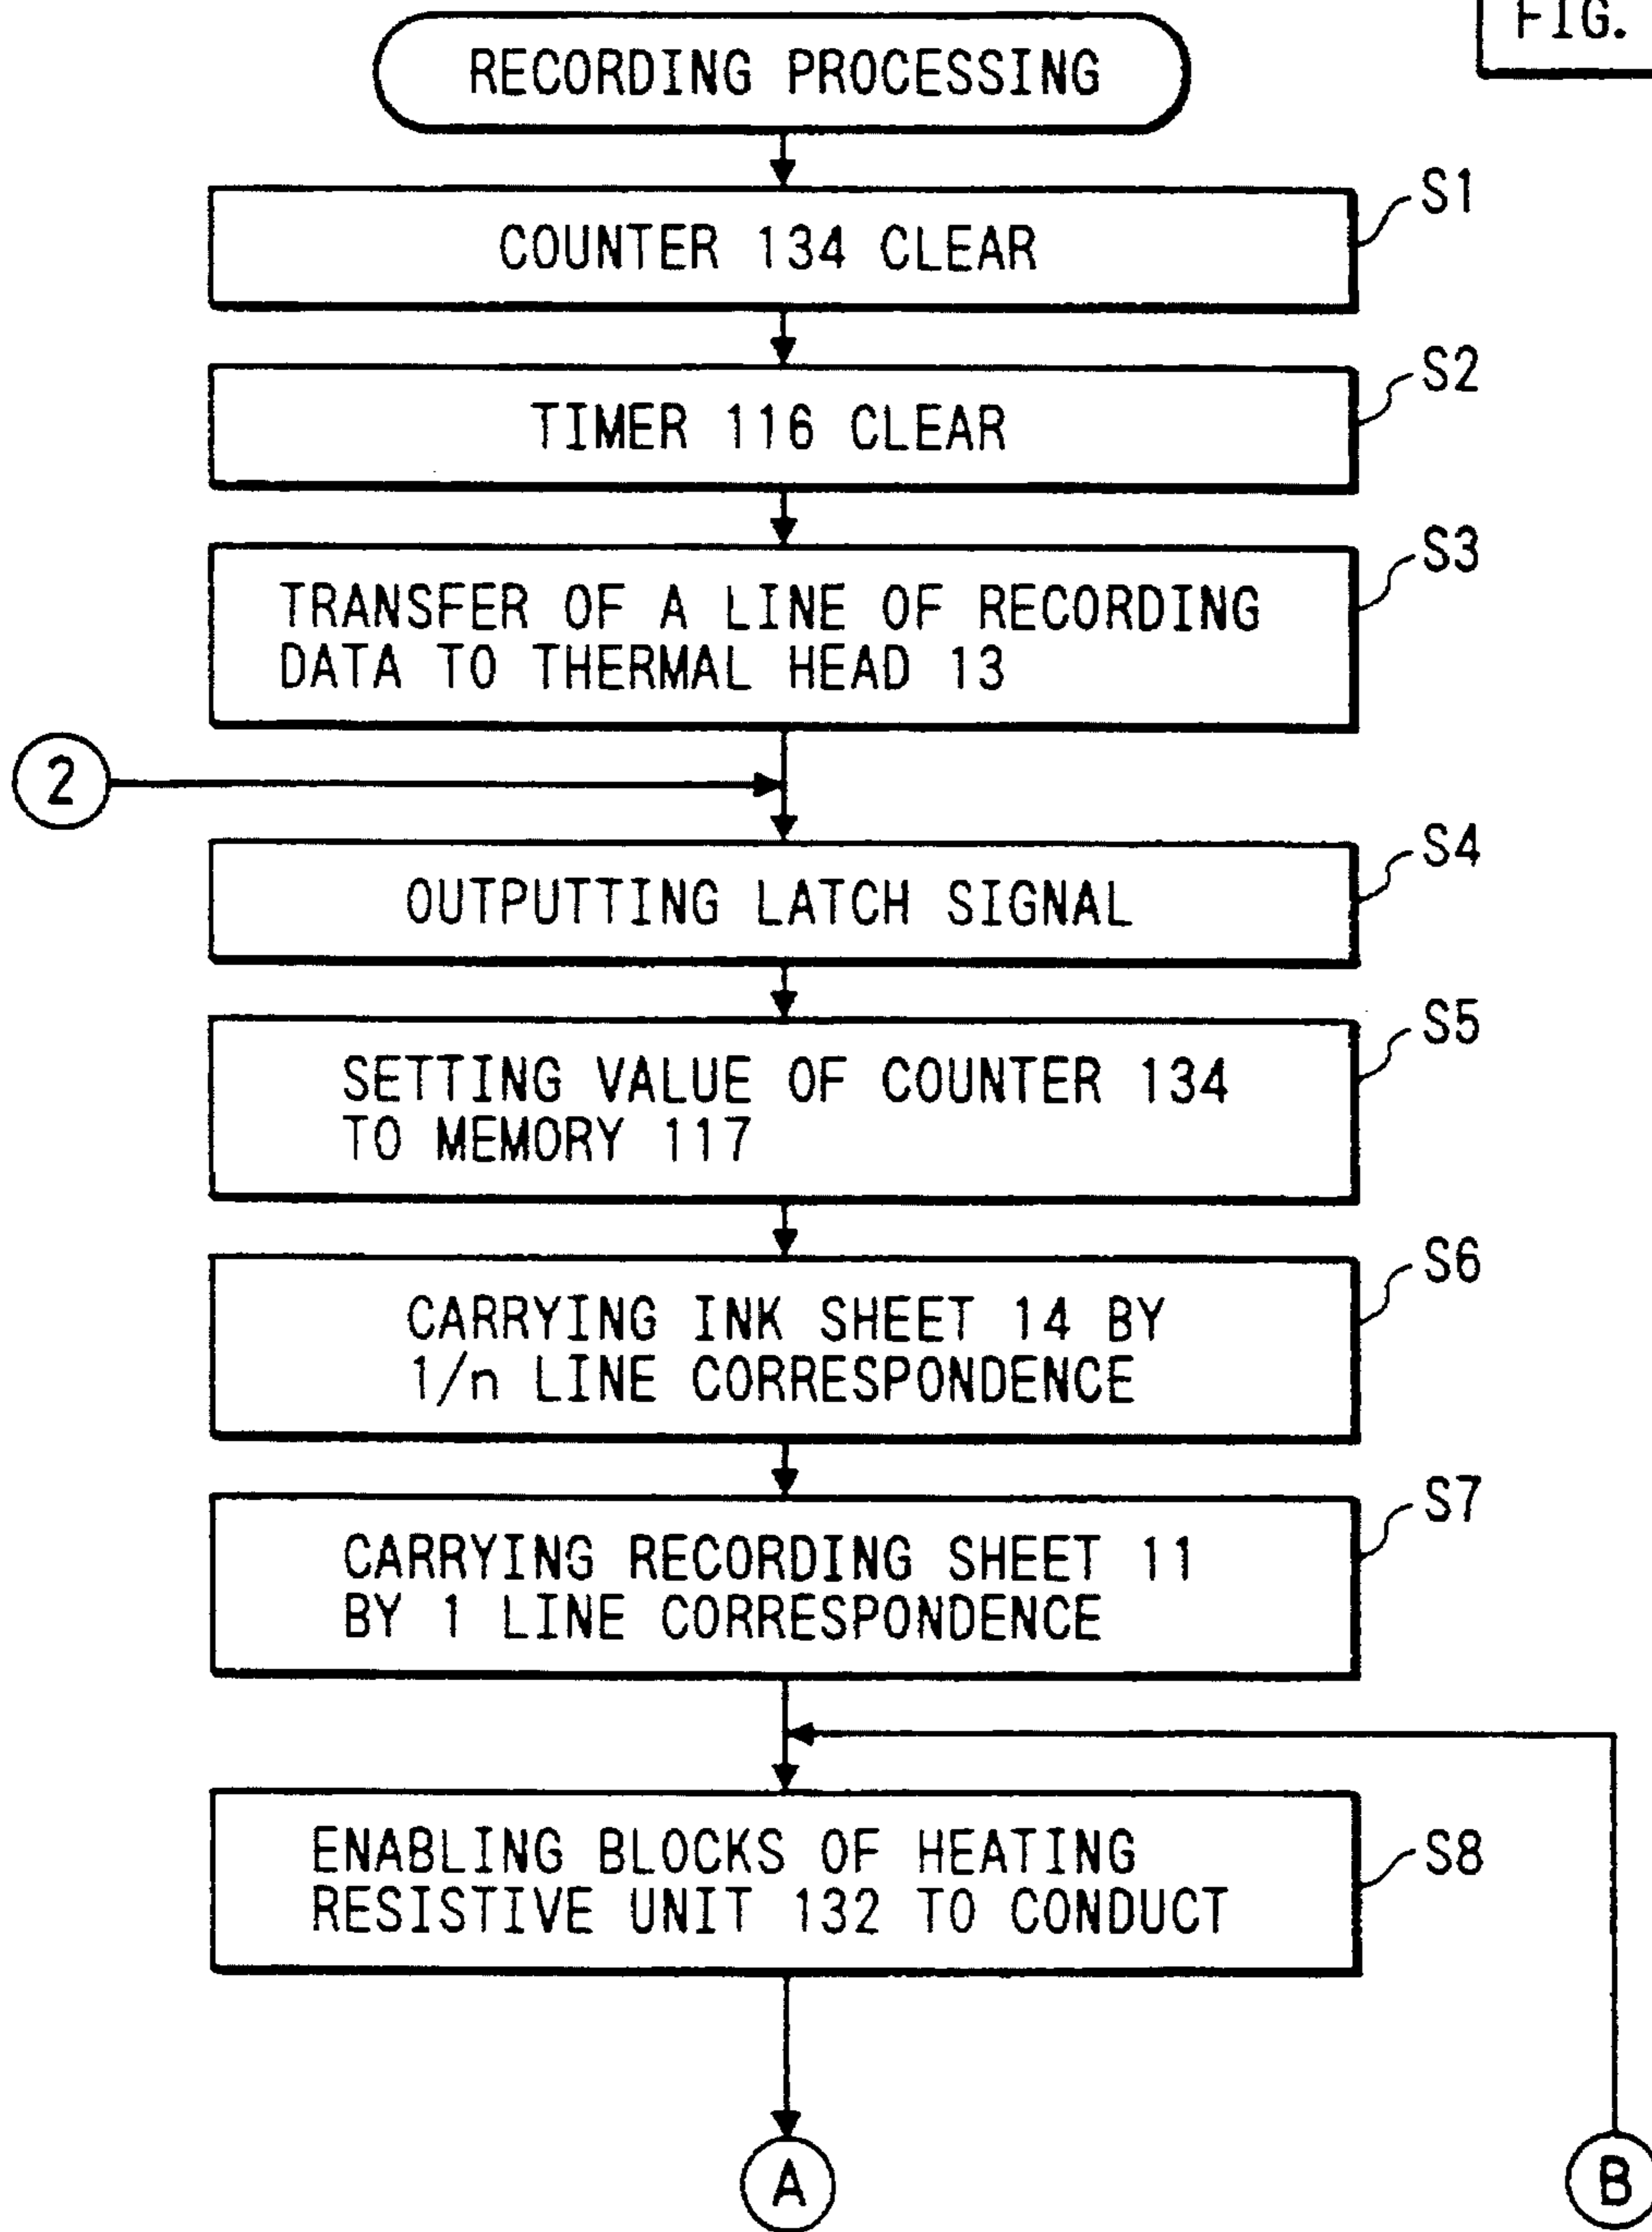 FIG.
RECORDING PROCESSING
S1
COUNTER 134 CLEAR
S2
TIMER 116 CLEAR
S3
TRANSFER OF A LINE OF RECORDING
DATA TO THERMAL HEAD 13
2
S4
OUTPUTTING LATCH SIGNAL
S5
SETTING VALUE OF COUNTER 134
TO MEMORY 117
S6
CARRYING INK SHEET 14 BY
1/n LINE CORRESPONDENCE
S7
CARRYING RECORDING SHEET 11
BY 1 LINE CORRESPONDENCE
S8
ENABLING BLOCKS OF HEATING
RESISTIVE UNIT 132 TO CONDUCT
A
B